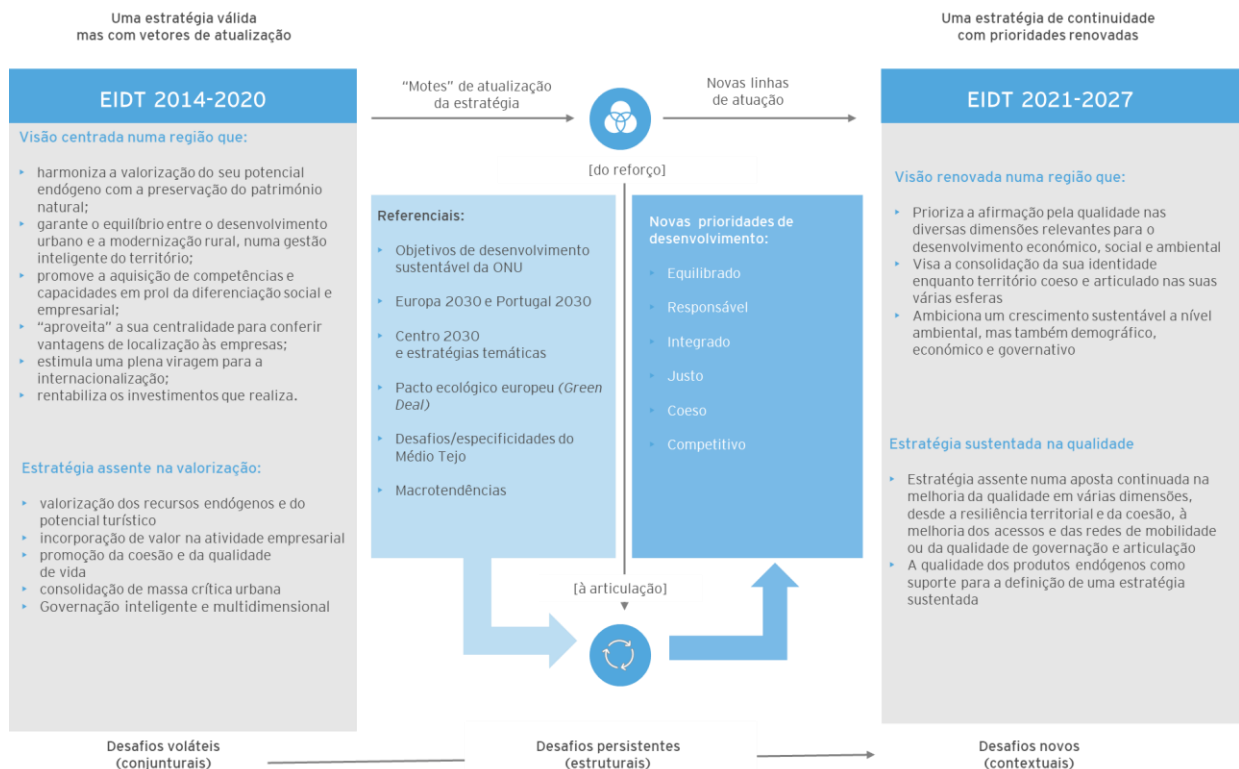 Uma estratégia válida
mas com vetores de atualização
Uma estratégia de continuidade
com prioridades renovadas
EIDT 2014-2020
Visão centrada numa região que:
harmoniza a valorização do seu potencial
endógeno com a preservação do património
natural;
garante o equilíbrio entre o desenvolvimento
urbano e a modernização rural, numa gestão
inteligente do território;
promove a aquisição de competências e
capacidades em prol da diferenciação social e
empresarial;
“aproveita” a sua centralidade para conferir
vantagens de localização às empresas;
estimula uma plena viragem para a
internacionalização;
rentabiliza os investimentos que realiza.
Estratégia assente na valorização:
valorização dos recursos endógenos e do
potencial turístico
incorporação de valor na atividade empresarial
promoção da coesão e da qualidade
de vida
consolidação de massa crítica urbana
Governação inteligente e multidimensional
“Motes” de atualização
da estratégia
Novas linhas
de atuação
[do reforço]
Referenciais:
Objetivos de desenvolvimento
sustentável da ONU
Europa 2030 e Portugal 2030
Centro 2030
e estratégias temáticas
Pacto ecológico europeu (Green
Deal)
Desafios/especificidades do
Médio Tejo
Macrotendências
Novas prioridades de
desenvolvimento:
Equilibrado
Responsável
Integrado
Justo
Coeso
Competitivo
[à articulação]
EIDT 2021-2027
Visão renovada numa região que:
Prioriza a afirmação pela qualidade nas
diversas dimensões relevantes para o
desenvolvimento económico, social e ambiental
Visa a consolidação da sua identidade
enquanto território coeso e articulado nas suas
várias esferas
Ambiciona um crescimento sustentável a nível
ambiental, mas também demográfico,
económico e governativo
Estratégia sustentada na qualidade
Estratégia assente numa aposta continuada na
melhoria da qualidade em várias dimensões,
desde a resiliência territorial e da coesão, à
melhoria dos acessos e das redes de mobilidade
ou da qualidade de governação e articulação
A qualidade dos produtos endógenos como
suporte para a definição de uma estratégia
sustentada
Desafios voláteis
(conjunturais)
Desafios persistentes
(estruturais)
Desafios novos
(contextuais)